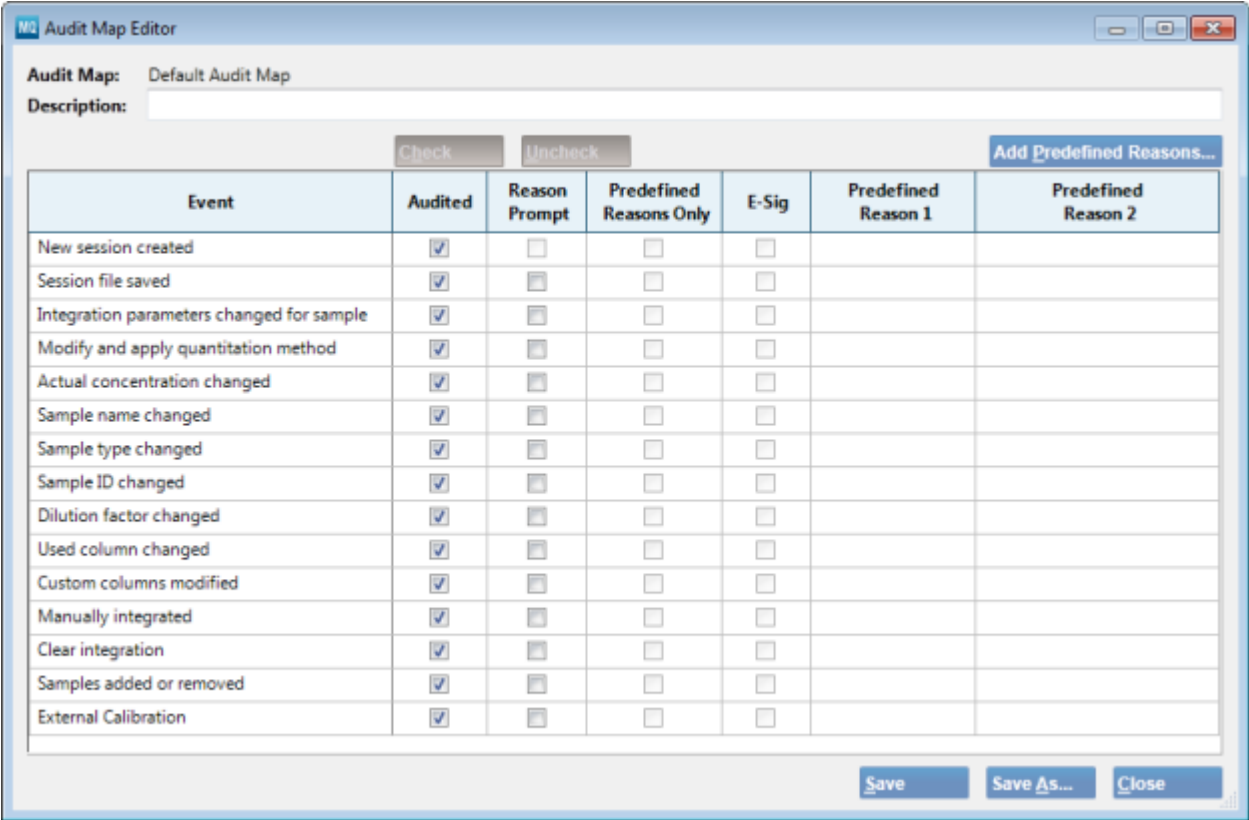 MQ Audit Map Editor
Audit Map: Default Audit Map
Description:
Check Uncheck Add Predefined Reasons...
Event Audited Reason Prompt Predefined Reasons Only E-Sig Predefined Reason 1 Predefined Reason 2
New session created
Session file saved
Integration parameters changed for sample
Modify and apply quantitation method
Actual concentration changed
Sample name changed
Sample type changed
Sample ID changed
Dilution factor changed
Used column changed
Custom columns modified
Manually integrated
Clear integration
Samples added or removed
External Calibration
Save Save As... Close